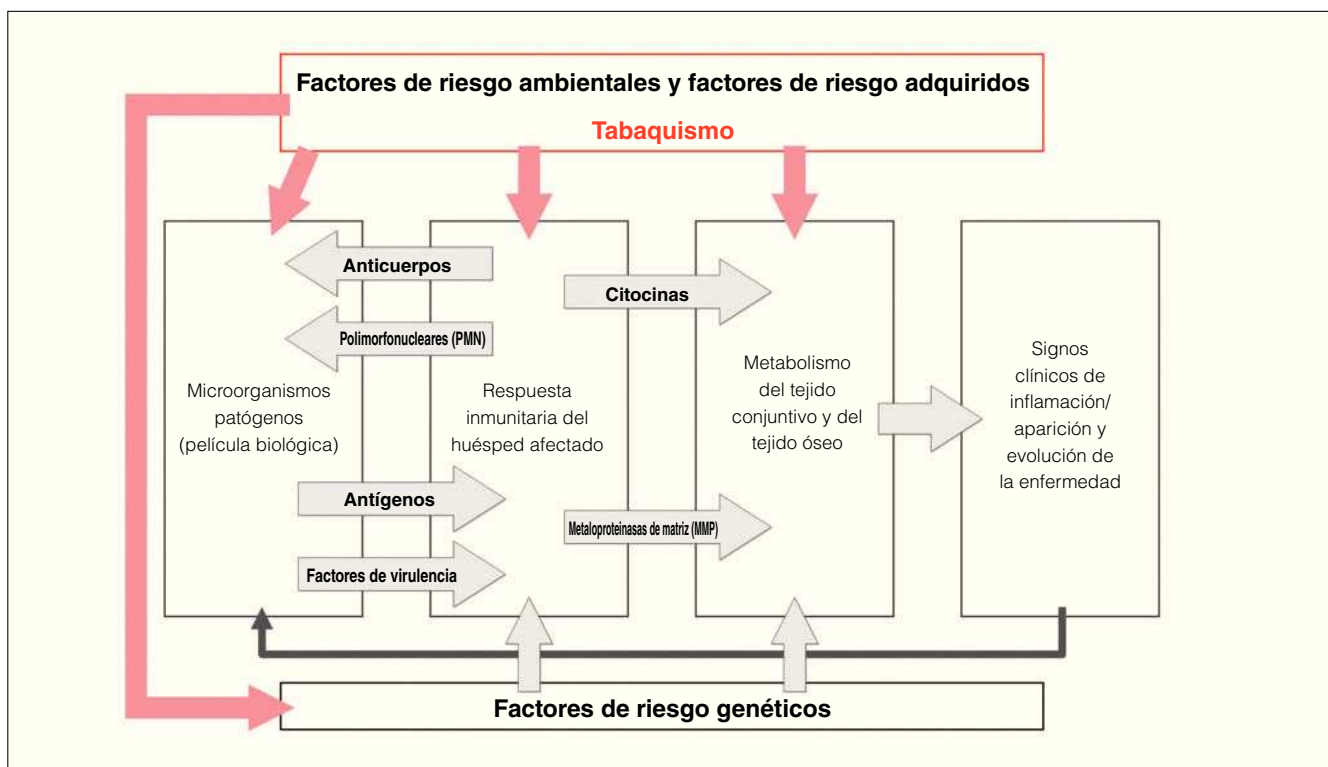 Factores de riesgo ambientales y factores de riesgo adquiridos
Tabaquismo
Anticuerpos
Polimorfonucleares (PMN)
Microorganismos
patógenos
(película biológica)
Antígenos
Factores de virulencia
Respuesta
inmunitaria del
huésped afectado
Citocinas
Metaloproteinasas de matriz (MMP)
Metabolismo
del tejido
conjuntivo y del
tejido óseo
Signos
clínicos de
inflamación/
aparición y
evolución de
la enfermedad
Factores de riesgo genéticos